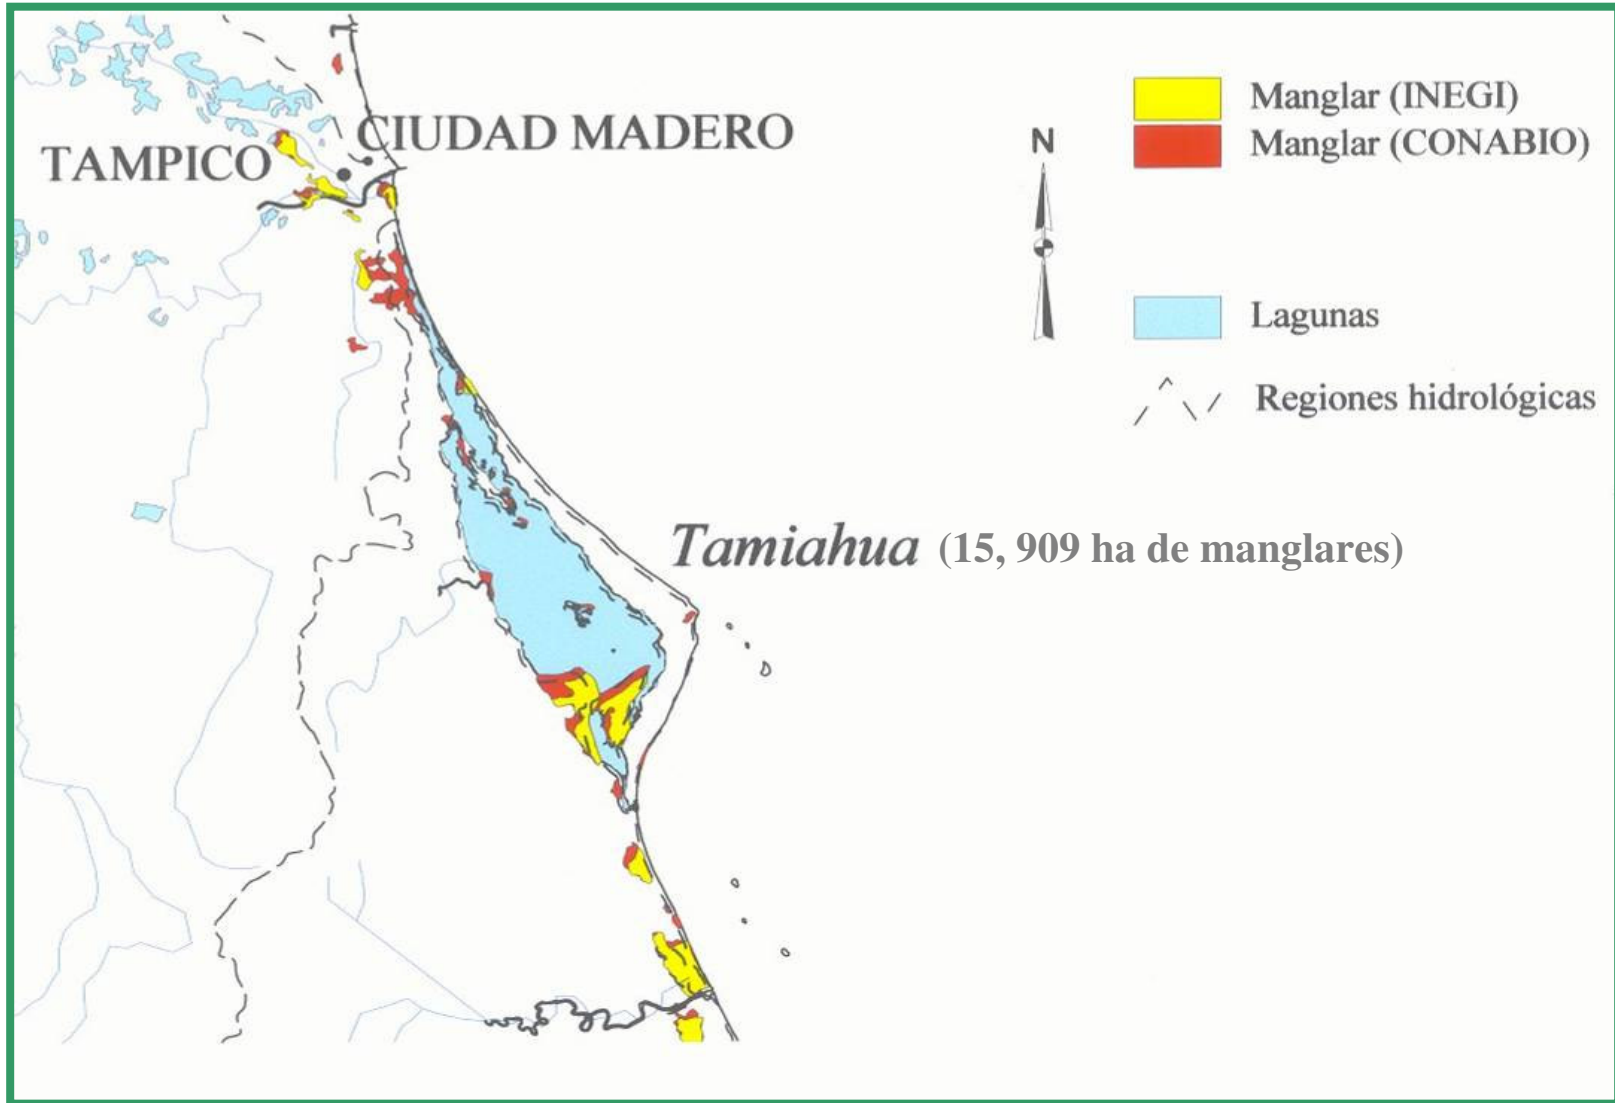 Manglar (INEGI)
Manglar (CONABIO)
CIUDAD MADERO
TAMPICO
N
Lagunas
Regiones hidrológicas
Tamiahua (15, 909 ha de manglares)